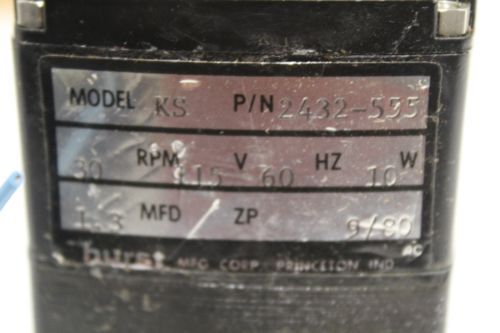 MODEL KS P/N 2432-555
30 RPM 115 V 60 HZ 10 W
1.3 MFD ZP 9/80
hurst MFG CORP PRINCETON IND